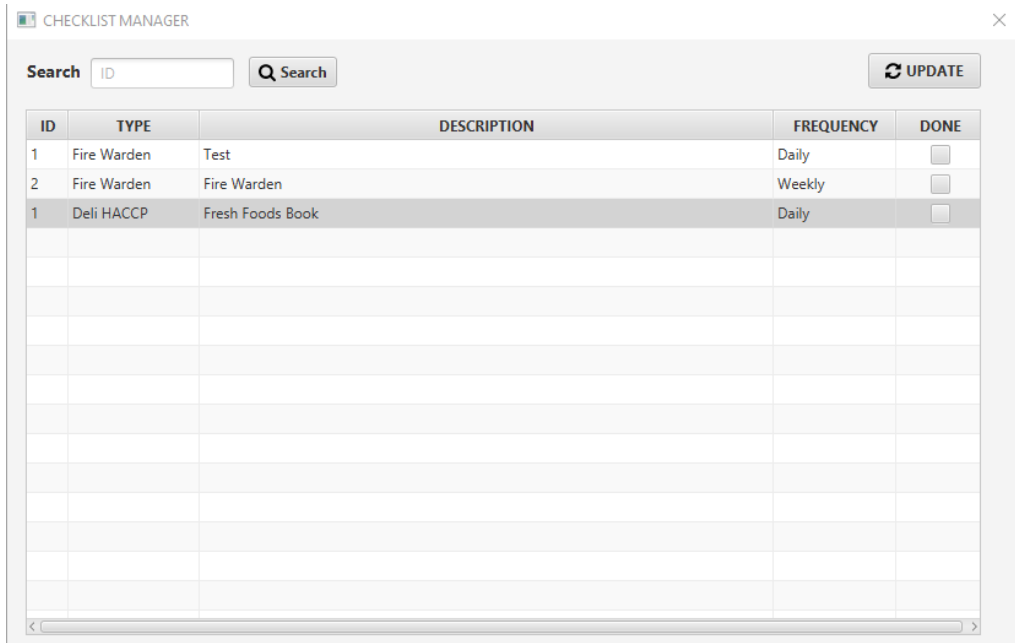 CHECKLIST MANAGER
Search ID Search UPDATE
ID TYPE DESCRIPTION FREQUENCY DONE
1 Fire Warden Test Daily
2 Fire Warden Fire Warden Weekly
1 Deli HACCP Fresh Foods Book Daily